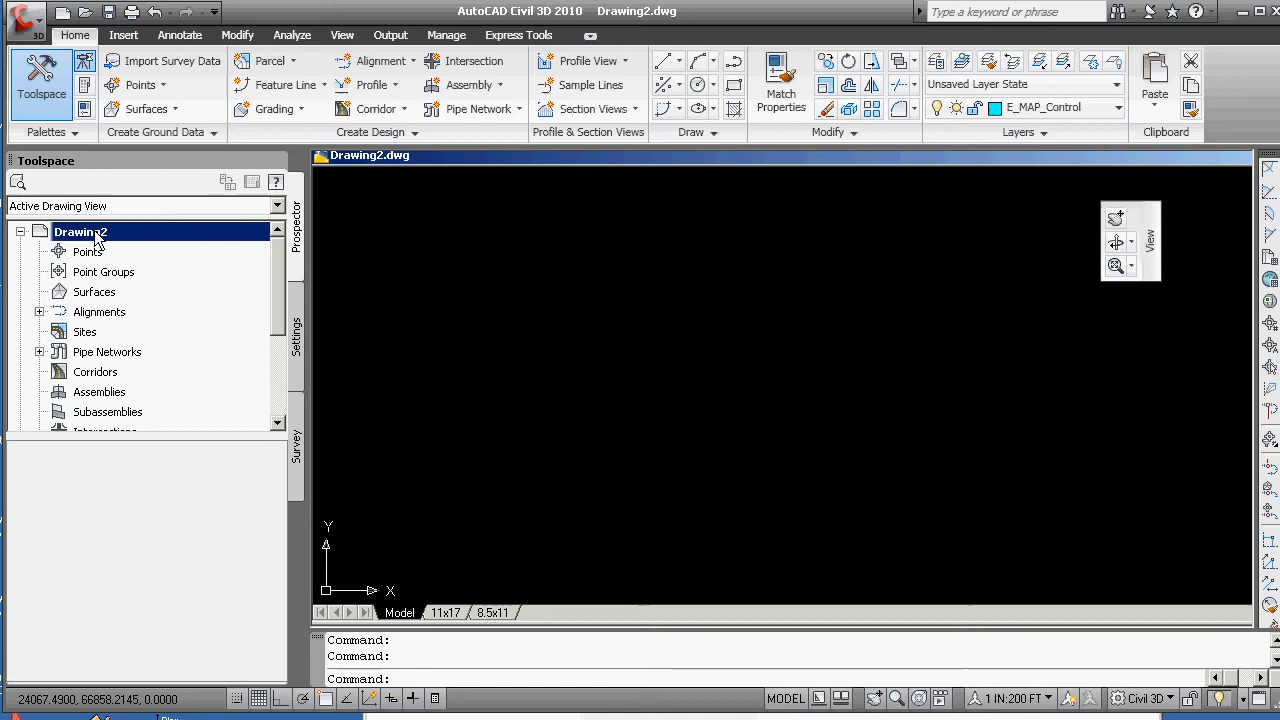 AutoCAD Civil 3D 2010 Drawing2.dwg
Type a keyword or phrase
3D
Home Insert Annotate Modify Analyze View Output Manage Express Tools
Toolspace
Import Survey Data
Points
Surfaces
Parcel
Feature Line
Grading
Alignment
Profile
Corridor
Intersection
Assembly
Pipe Network
Profile View
Sample Lines
Section Views
Match
Properties
Unsaved Layer State
E_MAP_Control
Paste
Palettes Create Ground Data Create Design Profile & Section Views Draw Modify Layers Clipboard
Toolspace
Active Drawing View
Drawing2
Points
Point Groups
Surfaces
Alignments
Sites
Pipe Networks
Corridors
Assemblies
Subassemblies
Intersections
Prospector
Settings
Survey
Drawing2.dwg
View
Y
X
Model 11x17 8.5x11
Command:
Command:
Command:
24067.4900, 66858.2145, 0.0000
MODEL
1 IN:200 FT
Civil 3D